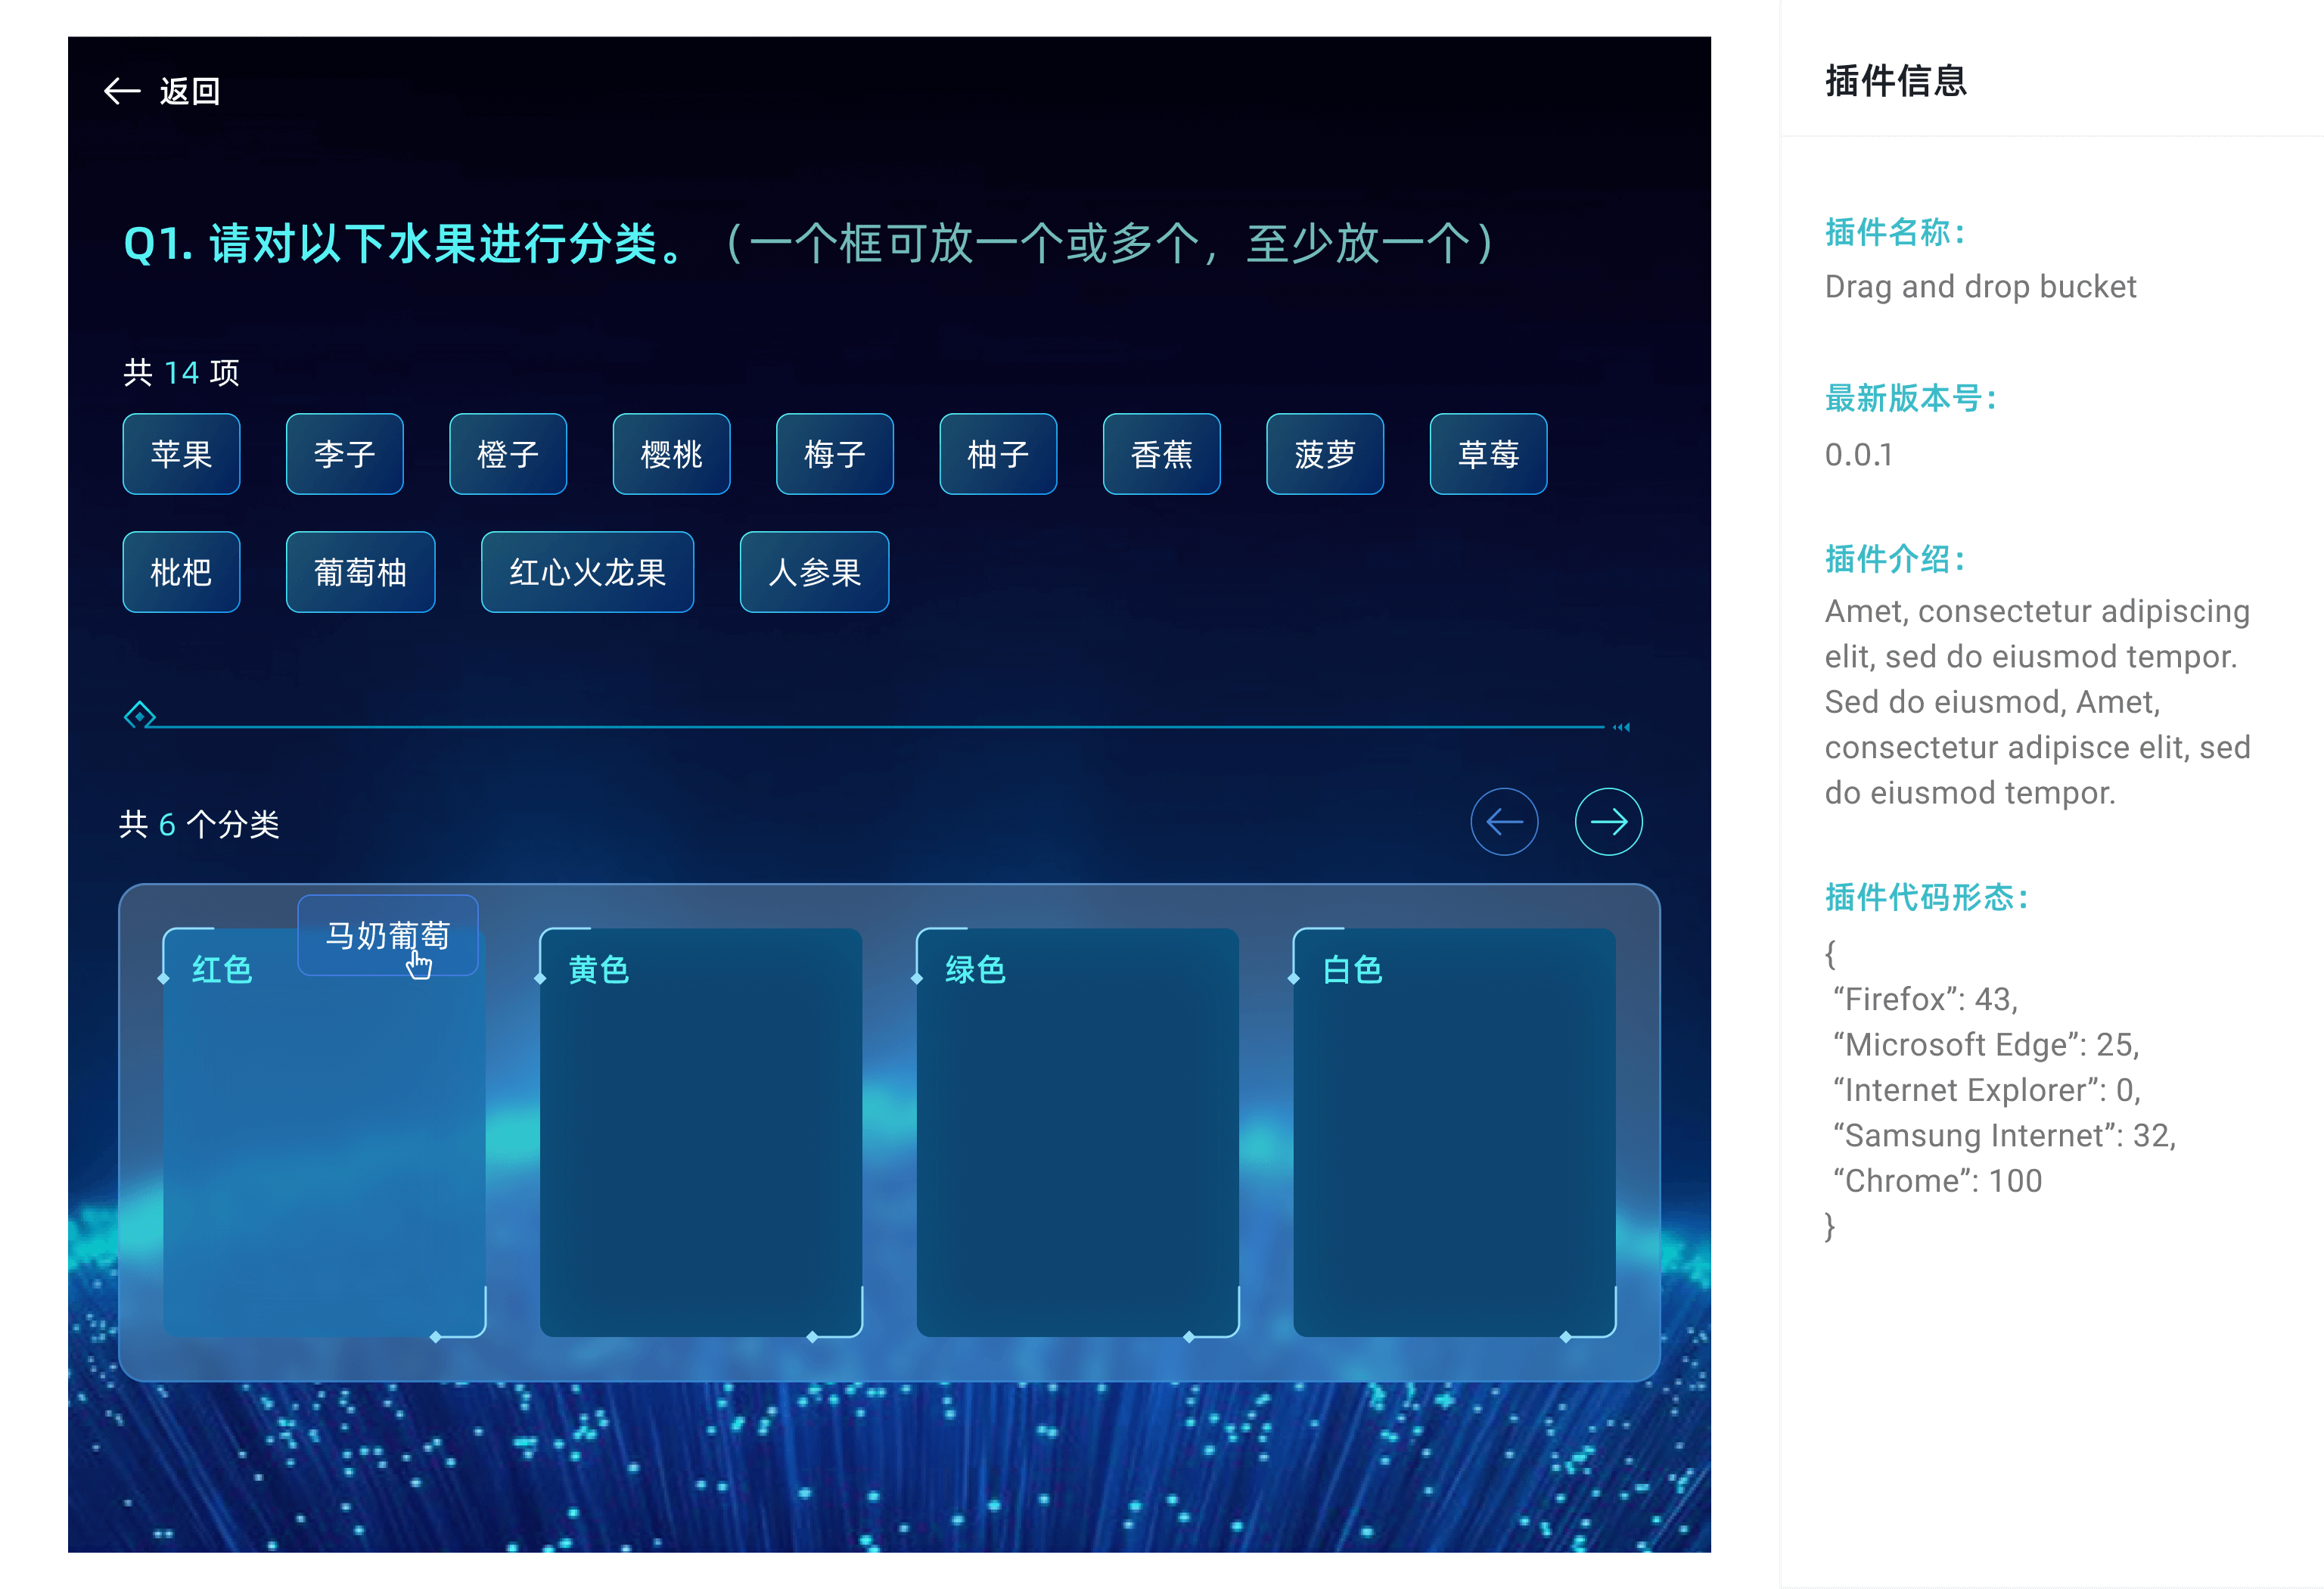 返回
Q1. 请对以下水果进行分类。（一个框可放一个或多个，至少放一个）
共 14 项
苹果 李子 橙子 樱桃 梅子 柚子 香蕉 菠萝 草莓
枇杷 葡萄柚 红心火龙果 人参果
共 6 个分类
马奶葡萄
红色 黄色 绿色 白色
插件信息
插件名称：
Drag and drop bucket
最新版本号：
0.0.1
插件介绍：
Amet, consectetur adipiscing
elit, sed do eiusmod tempor.
Sed do eiusmod, Amet,
consectetur adipisce elit, sed
do eiusmod tempor.
插件代码形态：
{
“Firefox”: 43,
“Microsoft Edge”: 25,
“Internet Explorer”: 0,
“Samsung Internet”: 32,
“Chrome”: 100
}